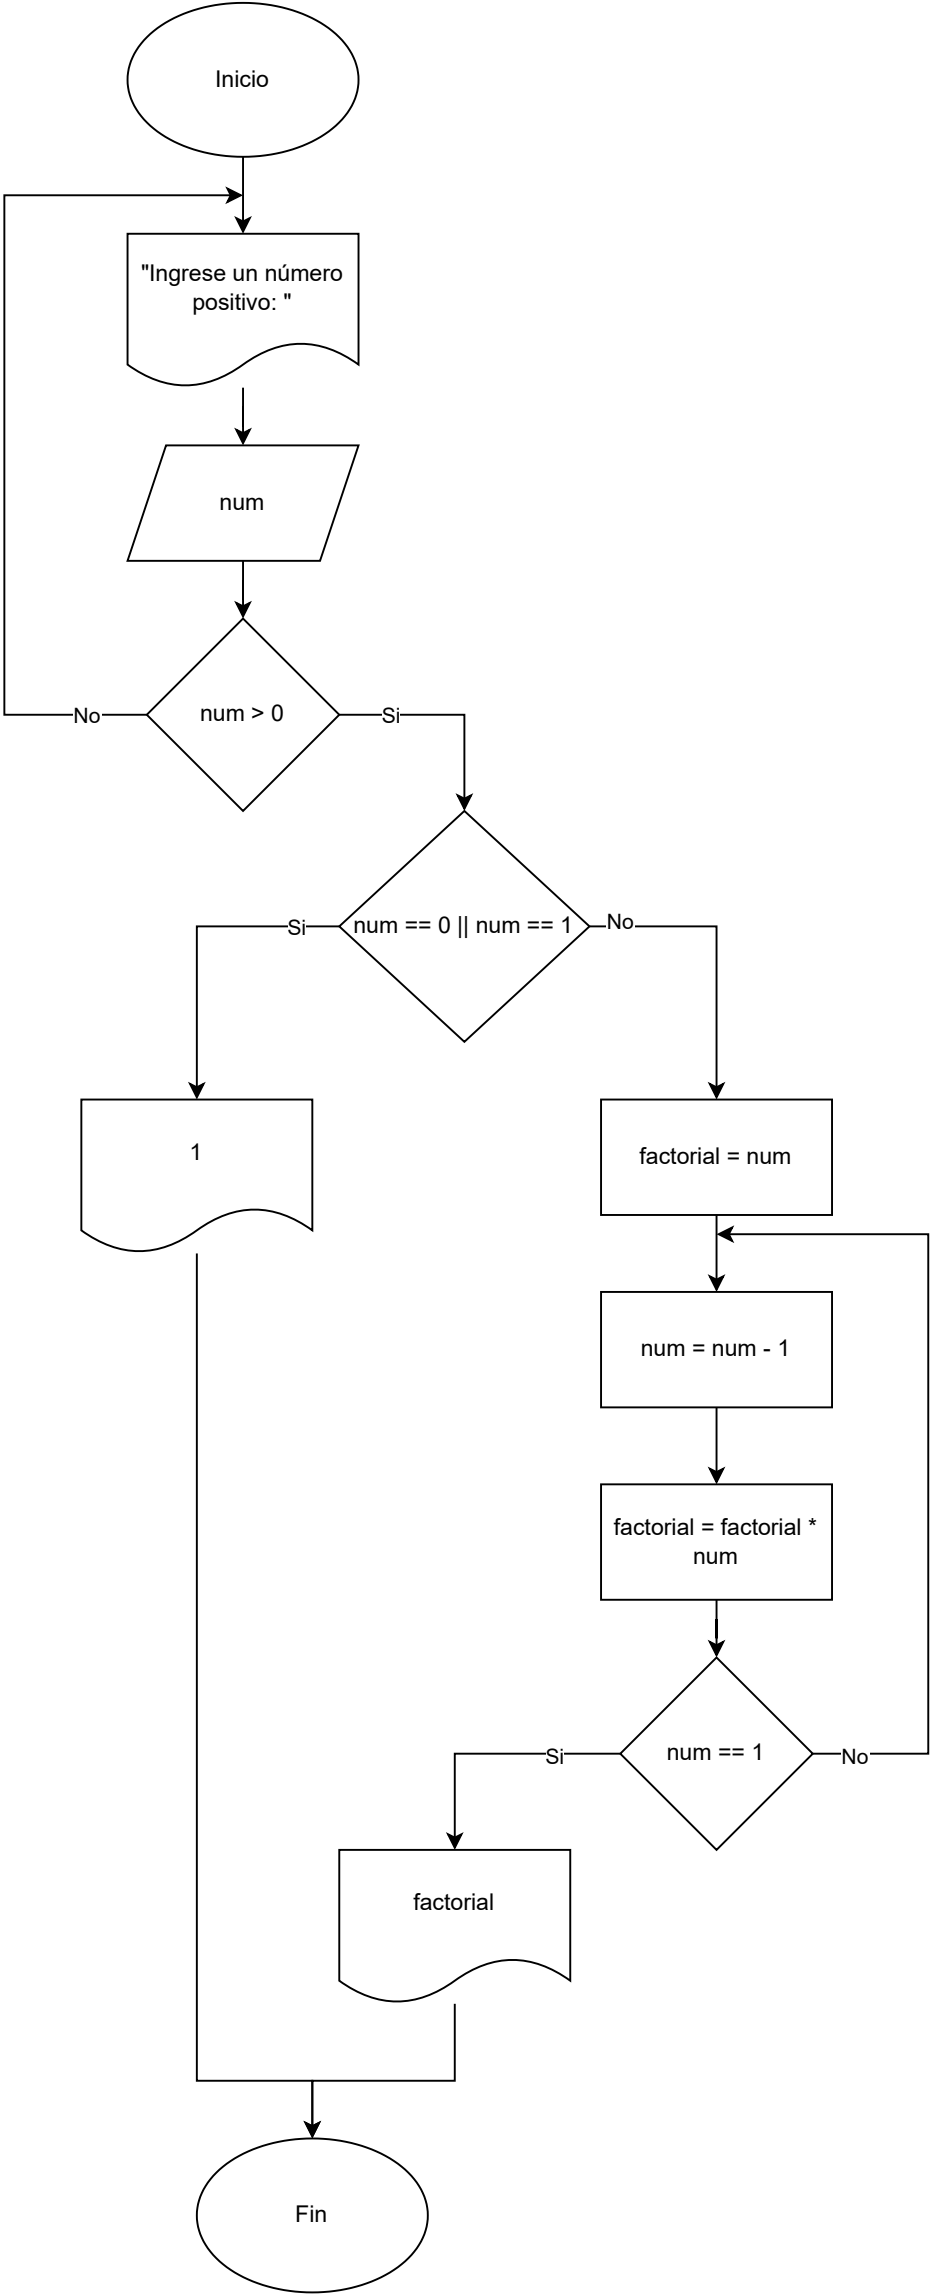 Inicio
"Ingrese un número
positivo: "
num
num > 0
No
Si
num == 0 || num == 1
Si
No
1
factorial = num
num = num - 1
factorial = factorial *
num
num == 1
Si
No
factorial
Fin